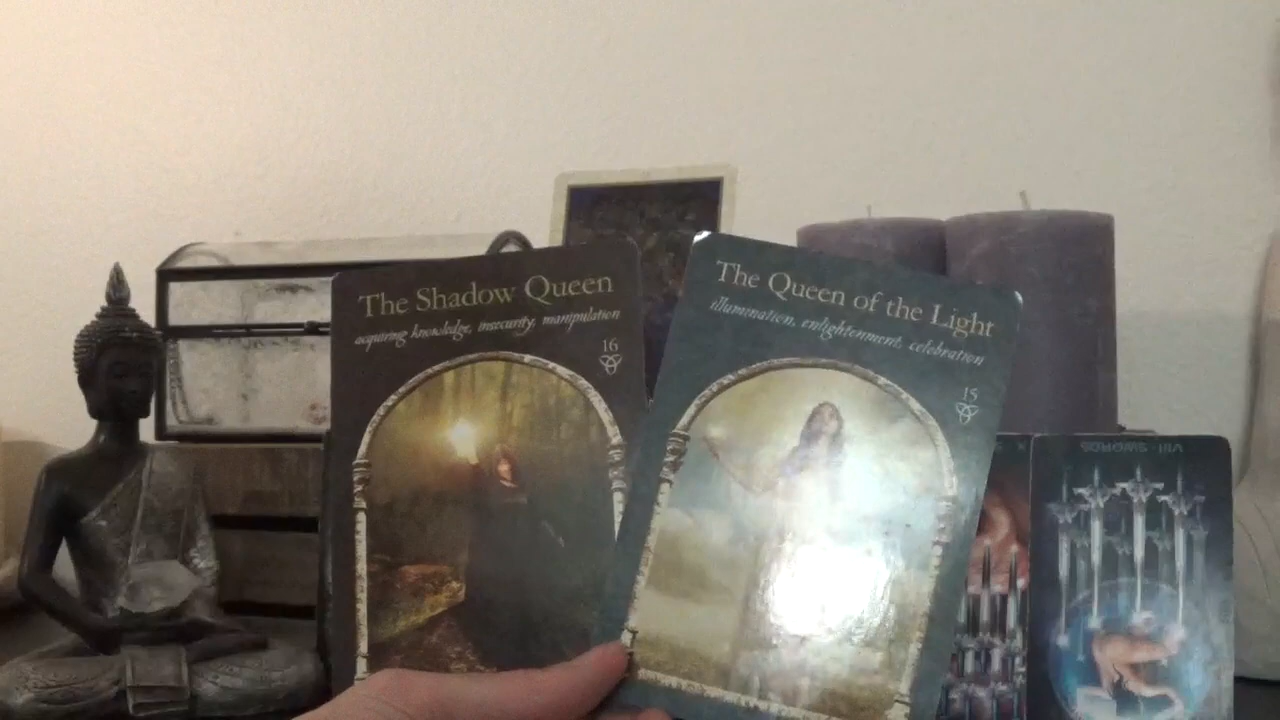 The Shadow Queen
acquiring knowledge, insecurity, manipulation
16
The Queen of the Light
illumination, enlightenment, celebration
15
X
VIII · SWORDS